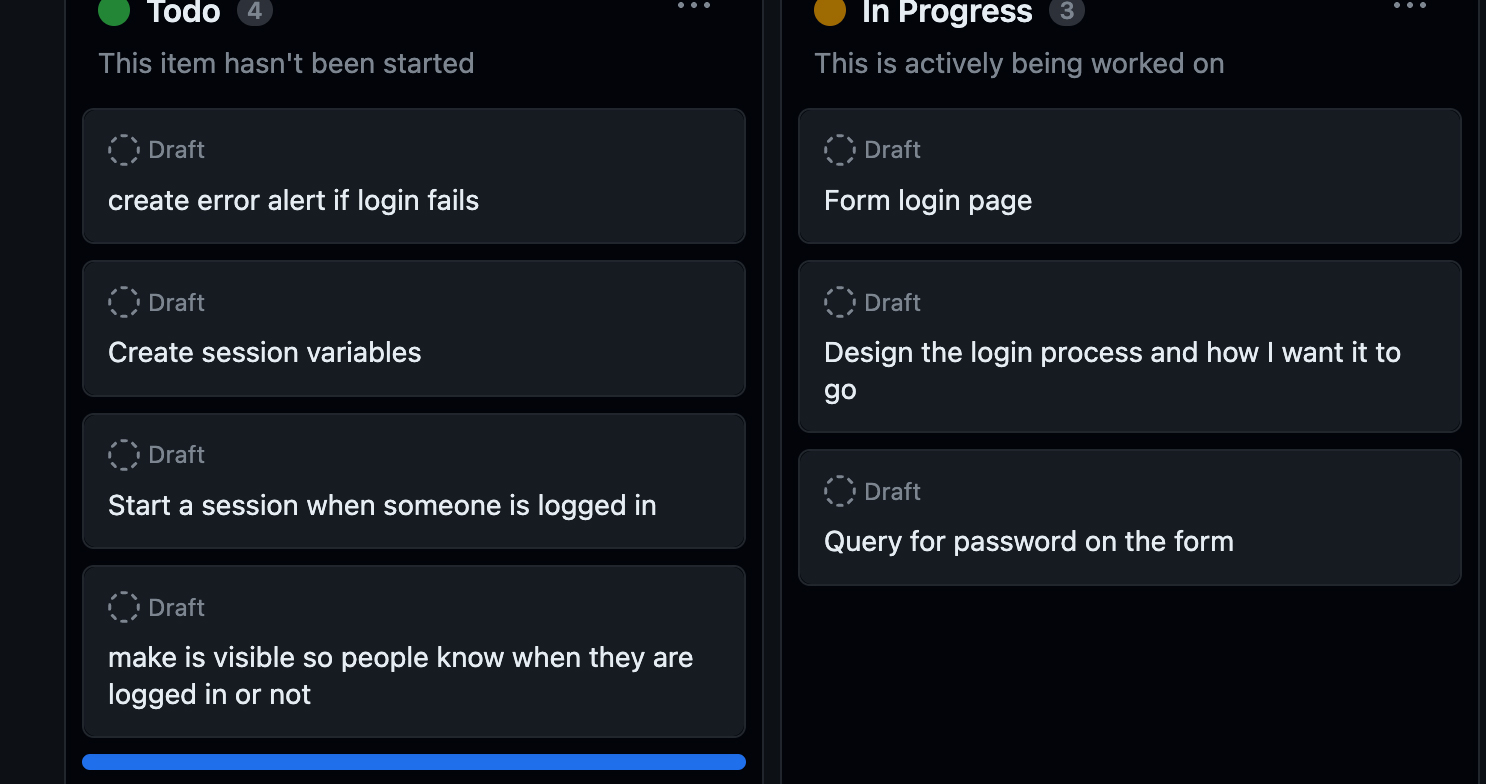 Todo 4
This item hasn't been started
Draft
create error alert if login fails
Draft
Create session variables
Draft
Start a session when someone is logged in
Draft
make is visible so people know when they are
logged in or not
In Progress 3
This is actively being worked on
Draft
Form login page
Draft
Design the login process and how I want it to
go
Draft
Query for password on the form